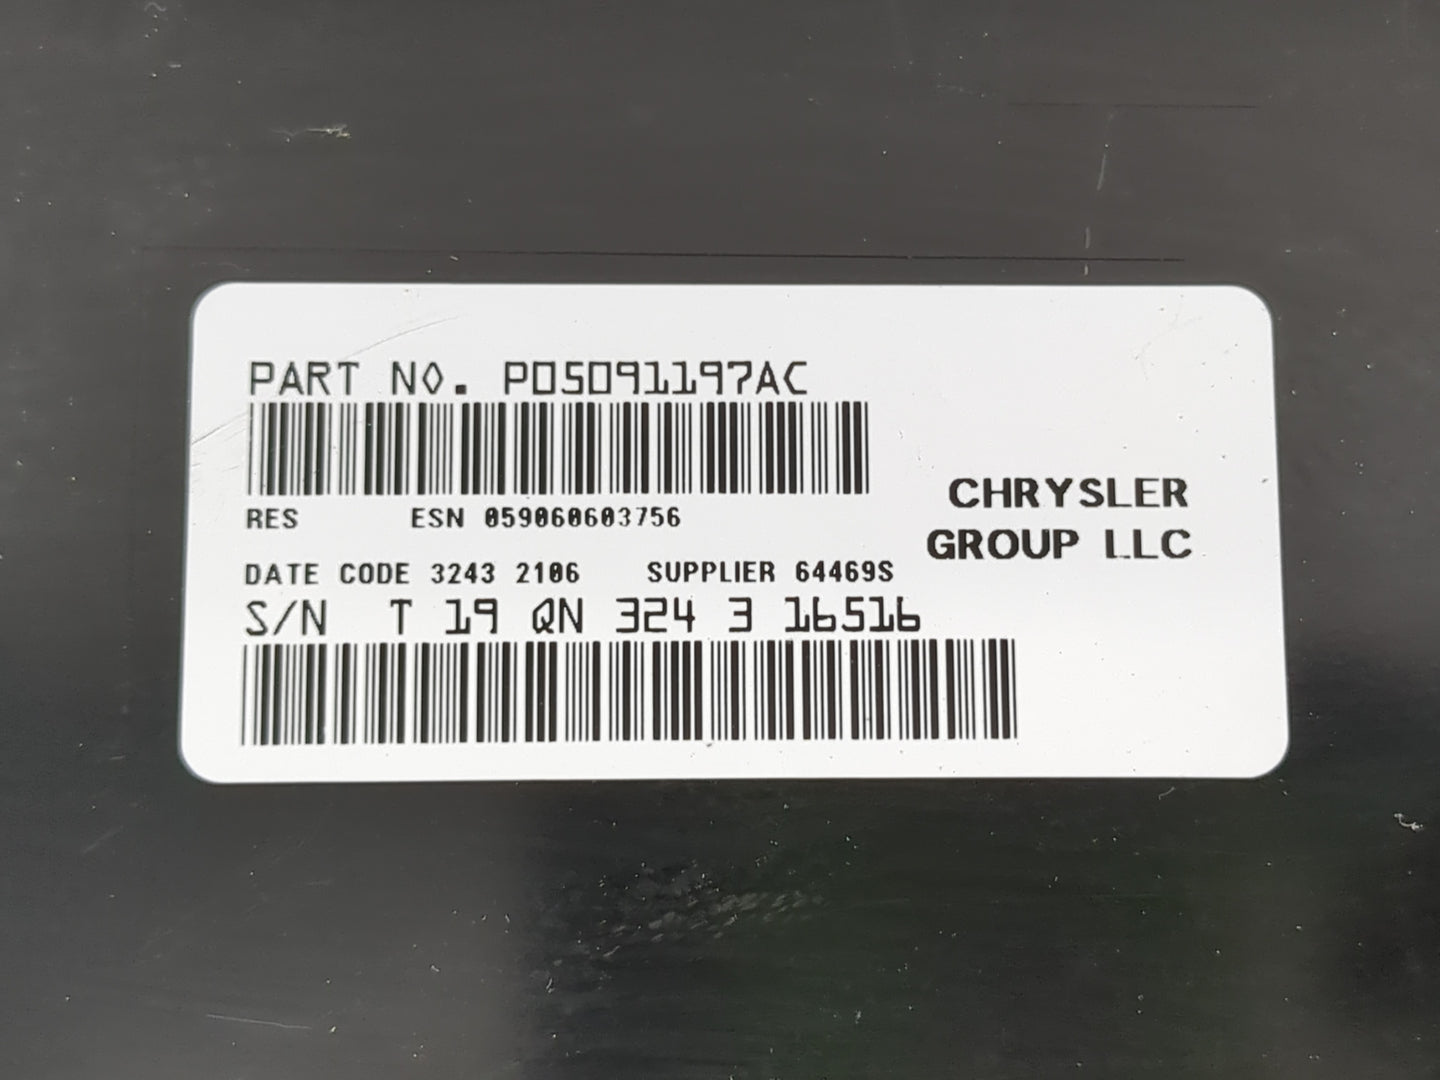 PART NO. P05091197AC
RES ESN 059060603756
DATE CODE 3243 2106 SUPPLIER 64469S
S/N T 19 QN 324 3 16516
CHRYSLER
GROUP LLC